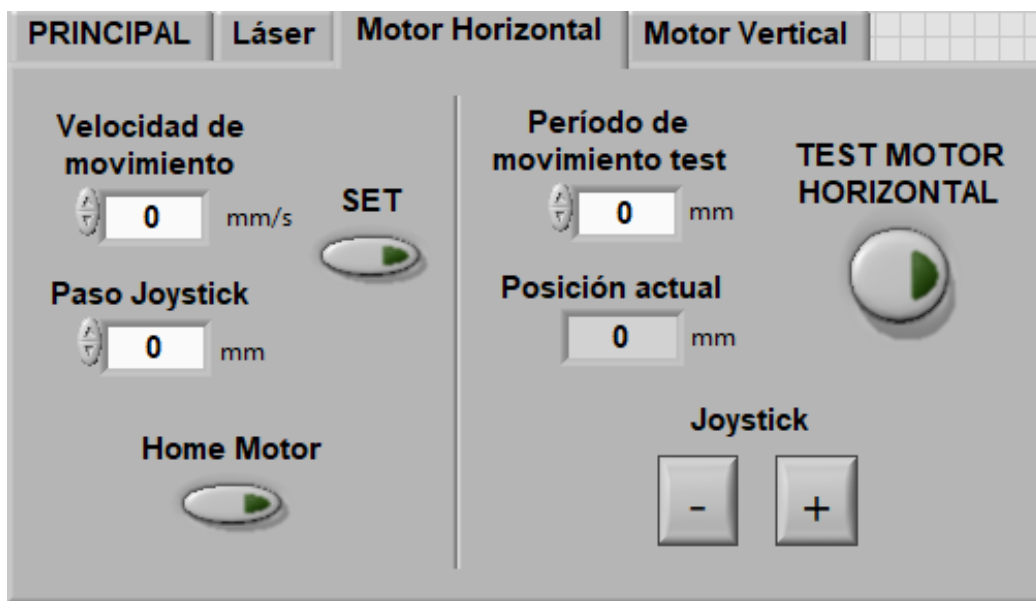 PRINCIPAL Láser Motor Horizontal Motor Vertical
Velocidad de
movimiento
0 mm/s
SET
Paso Joystick
0 mm
Home Motor
Período de
movimiento test
0 mm
TEST MOTOR
HORIZONTAL
Posición actual
0 mm
Joystick
- +